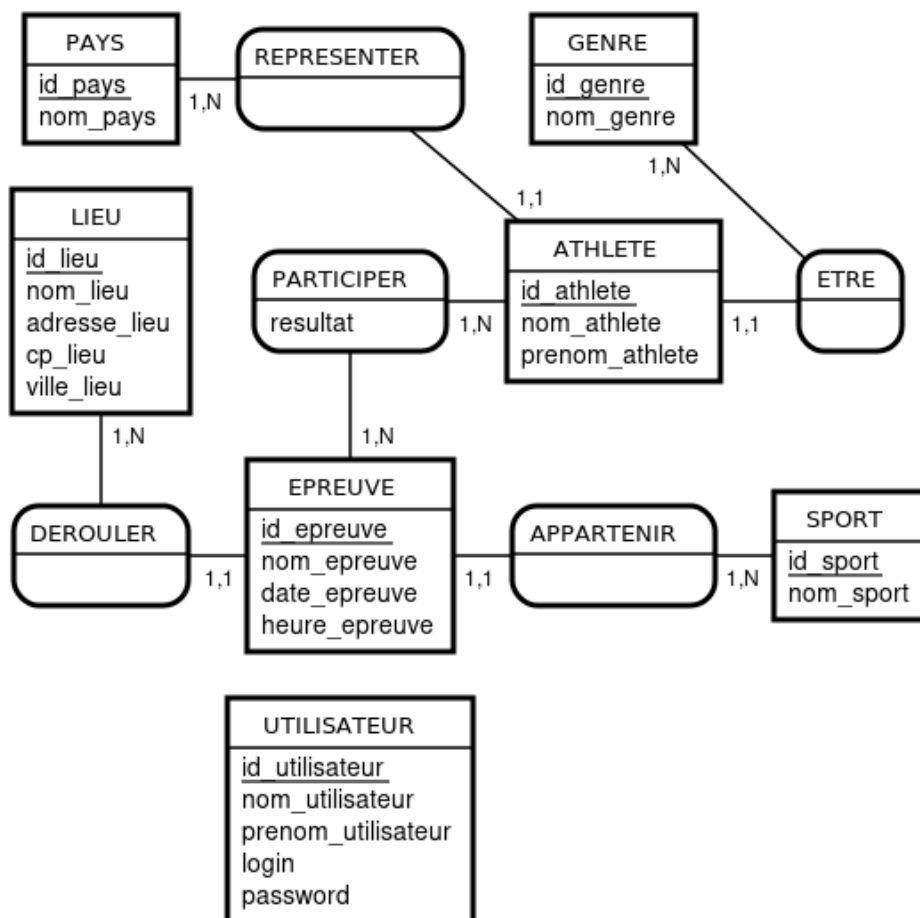 PAYS
id_pays
nom_pays
1,N
REPRESENTER
GENRE
id_genre
nom_genre
1,N
1,1
LIEU
id_lieu
nom_lieu
adresse_lieu
cp_lieu
ville_lieu
1,N
PARTICIPER
resultat
1,N
1,N
ATHLETE
id_athlete
nom_athlete
prenom_athlete
1,1
ETRE
DEROULER
1,1
EPREUVE
id_epreuve
nom_epreuve
date_epreuve
heure_epreuve
1,1
APPARTENIR
1,N
SPORT
id_sport
nom_sport
UTILISATEUR
id_utilisateur
nom_utilisateur
prenom_utilisateur
login
password